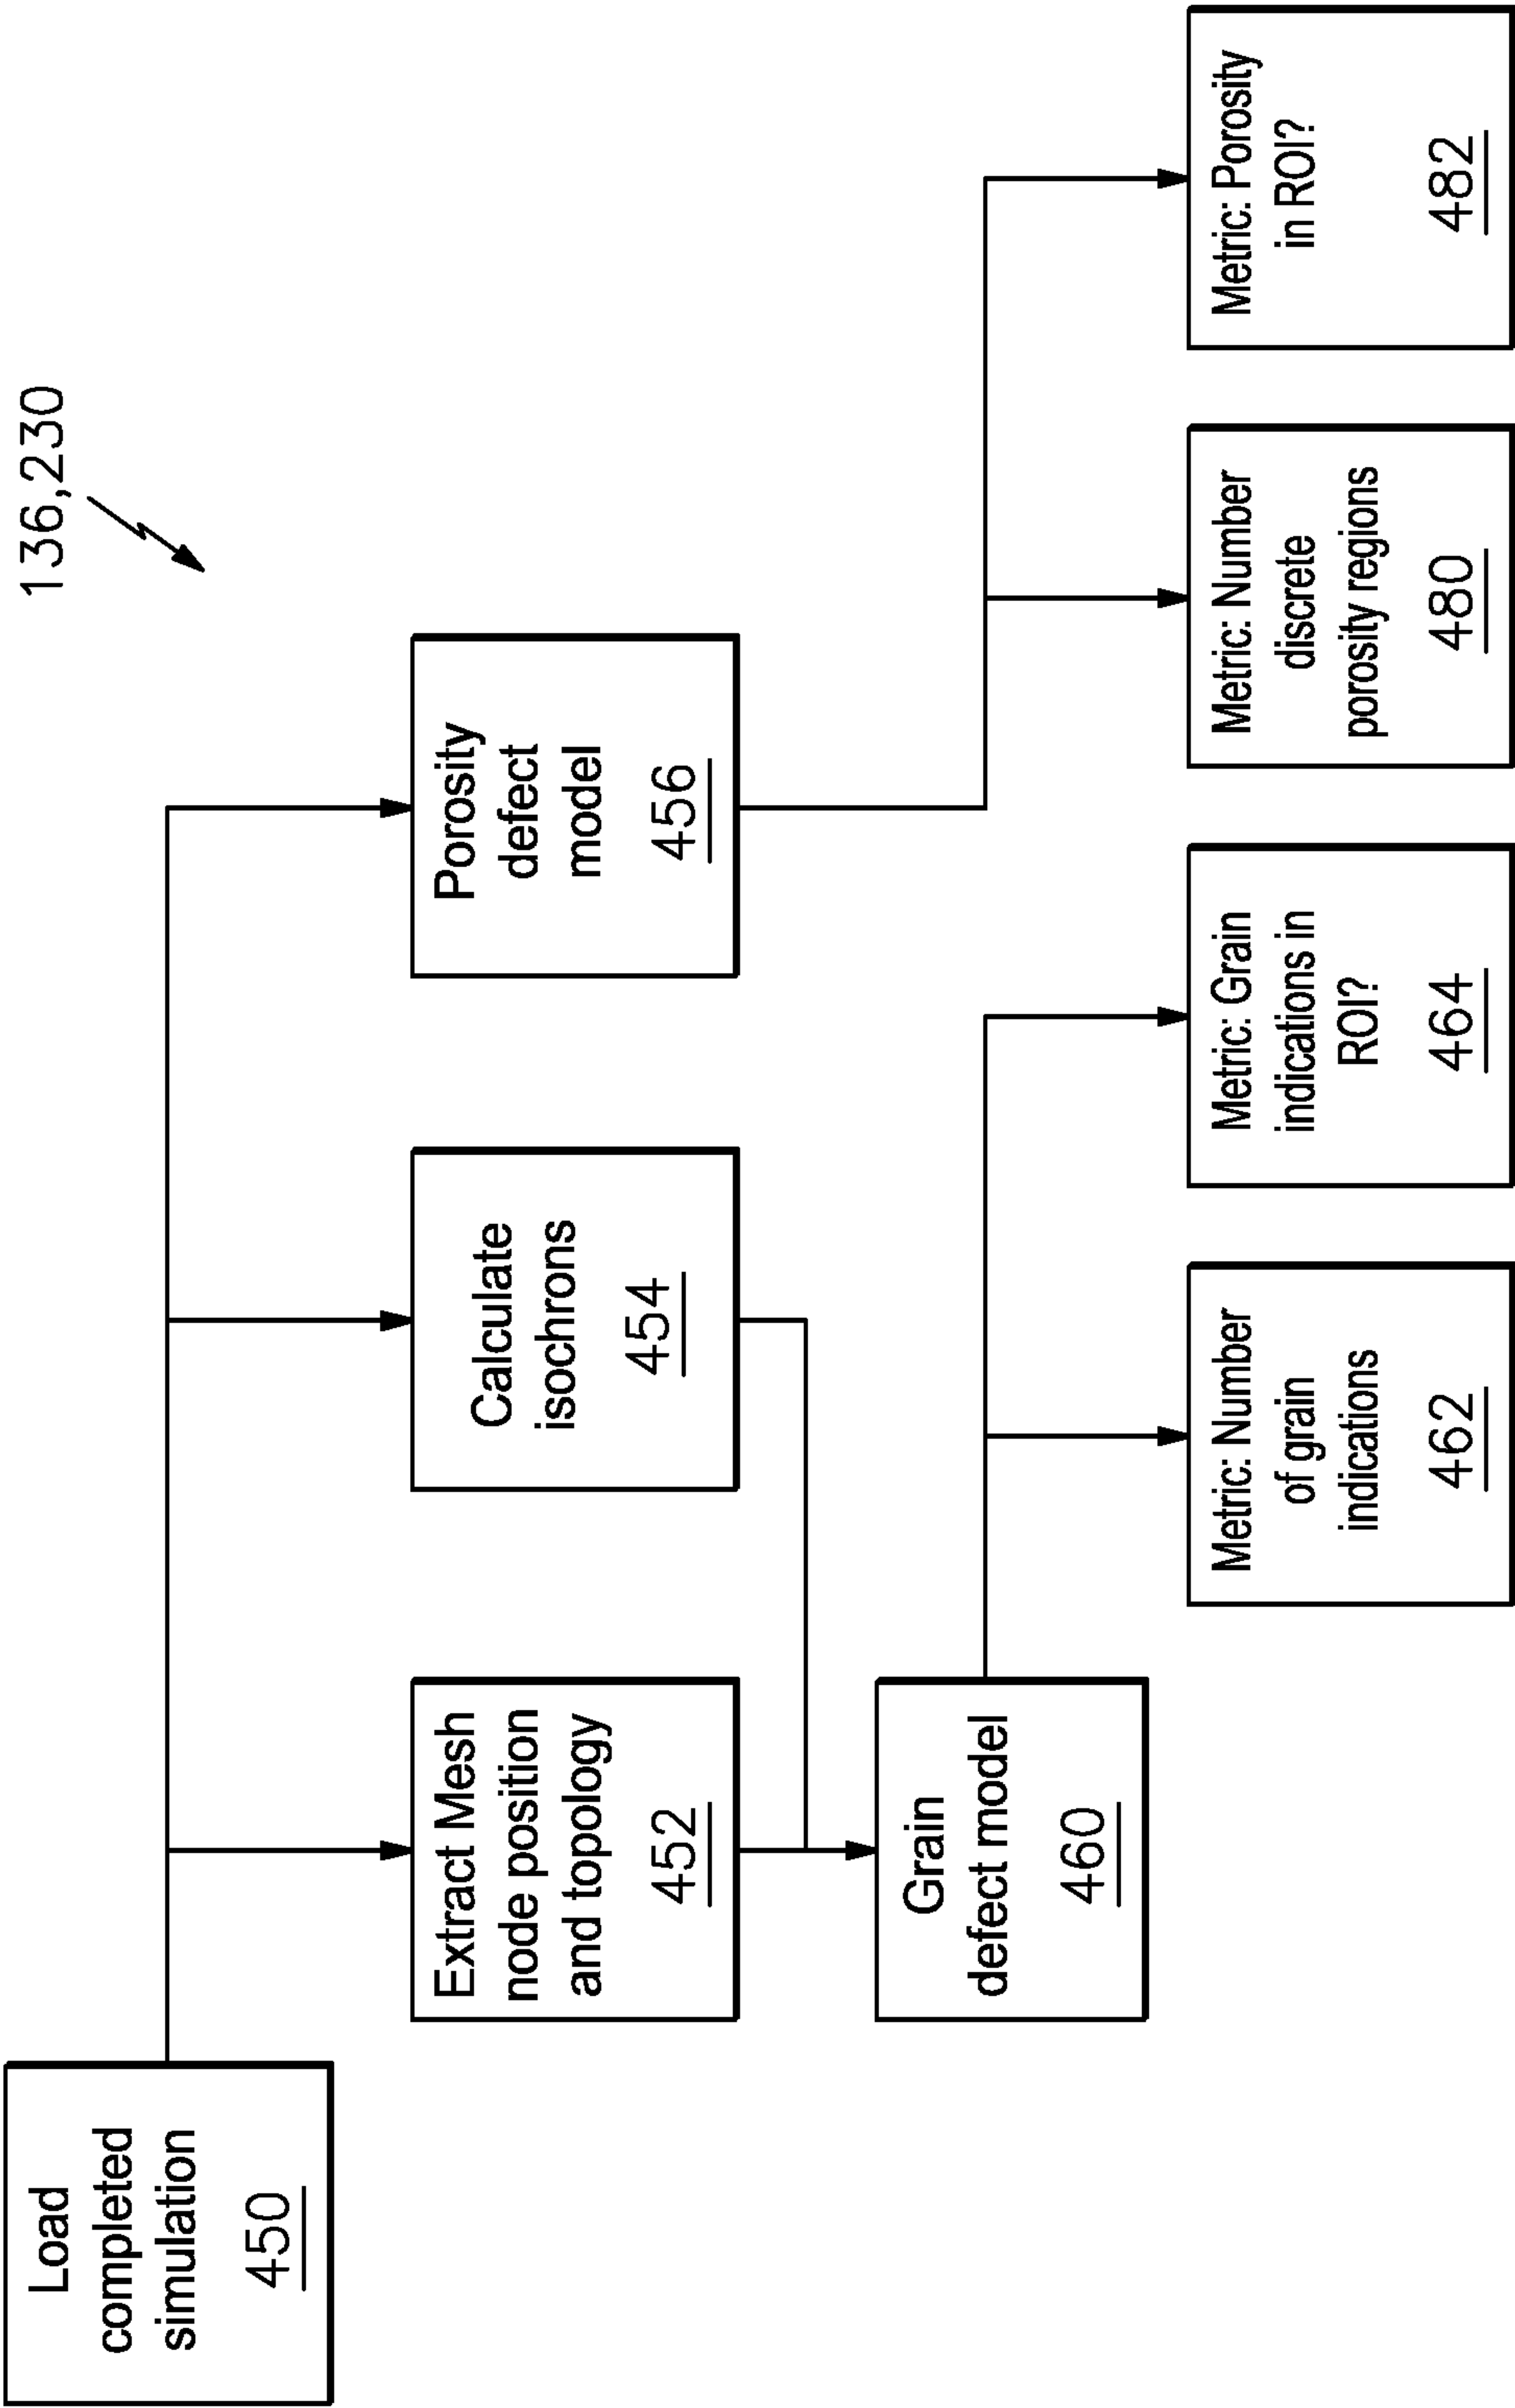 136,230
Load
completed
simulation
450
Extract Mesh
node position
and topology
452
Calculate
isochrons
454
Porosity
defect
model
456
Grain
defect model
460
Metric: Number
of grain
indications
462
Metric: Grain
indications in
ROI?
464
Metric: Number
discrete
porosity regions
480
Metric: Porosity
in ROI?
482